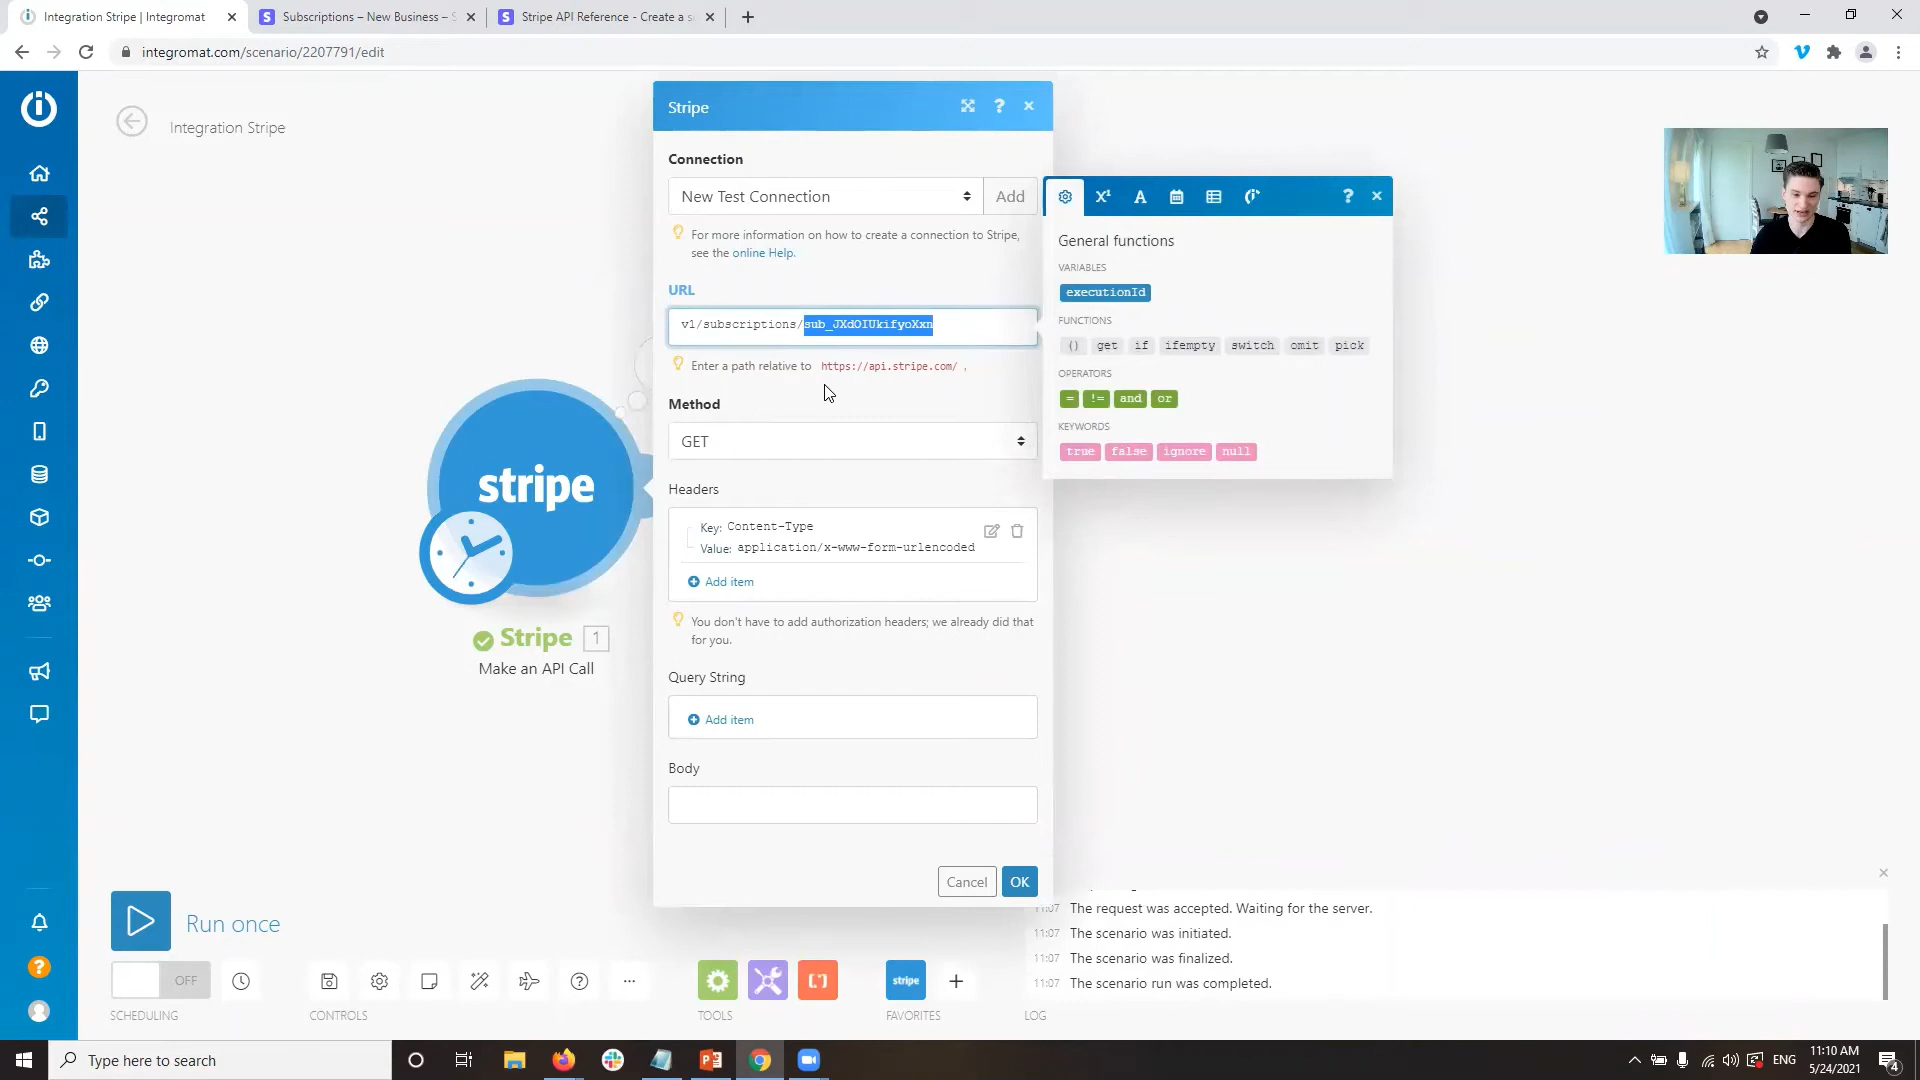 Integration Stripe | Integromat
Subscriptions – New Business – S
Stripe API Reference - Create a s
integromat.com/scenario/2207791/edit
Integration Stripe
Stripe
Connection
New Test Connection
Add
For more information on how to create a connection to Stripe,
see the online Help.
URL
v1/subscriptions/sub_JXdOIUkifyoXxn
Enter a path relative to https://api.stripe.com/ .
Method
GET
Headers
Key: Content-Type
Value: application/x-www-form-urlencoded
Add item
You don't have to add authorization headers; we already did that
for you.
Query String
Add item
Body
Cancel
OK
General functions
VARIABLES
executionId
FUNCTIONS
() get if ifempty switch omit pick
OPERATORS
= != and or
KEYWORDS
true false ignore null
stripe
Stripe 1
Make an API Call
Run once
OFF
SCHEDULING
CONTROLS
TOOLS
stripe
FAVORITES
LOG
11:07 The request was accepted. Waiting for the server.
11:07 The scenario was initiated.
11:07 The scenario was finalized.
11:07 The scenario run was completed.
Type here to search
ENG
11:10 AM
5/24/2021
4